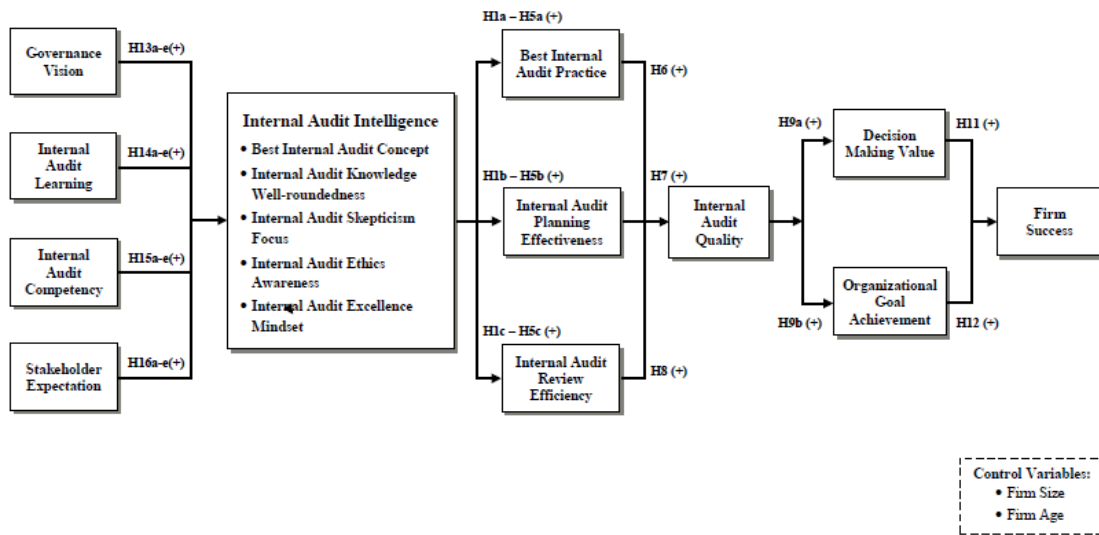 Governance
Vision
H13a-e(+)
Internal
Audit
Learning
H14a-e(+)
Internal
Audit
Competency
H15a-e(+)
Stakeholder
Expectation
H16a-e(+)
Internal Audit Intelligence
• Best Internal Audit Concept
• Internal Audit Knowledge
Well-roundedness
• Internal Audit Skepticism
Focus
• Internal Audit Ethics
Awareness
• Internal Audit Excellence
Mindset
H1a – H5a (+)
Best Internal
Audit Practice
H6 (+)
H1b – H5b (+)
Internal Audit
Planning
Effectiveness
H7 (+)
H1c – H5c (+)
Internal Audit
Review
Efficiency
H8 (+)
Internal
Audit
Quality
H9a (+)
Decision
Making Value
H11 (+)
H9b (+)
Organizational
Goal
Achievement
H12 (+)
Firm
Success
Control Variables:
• Firm Size
• Firm Age